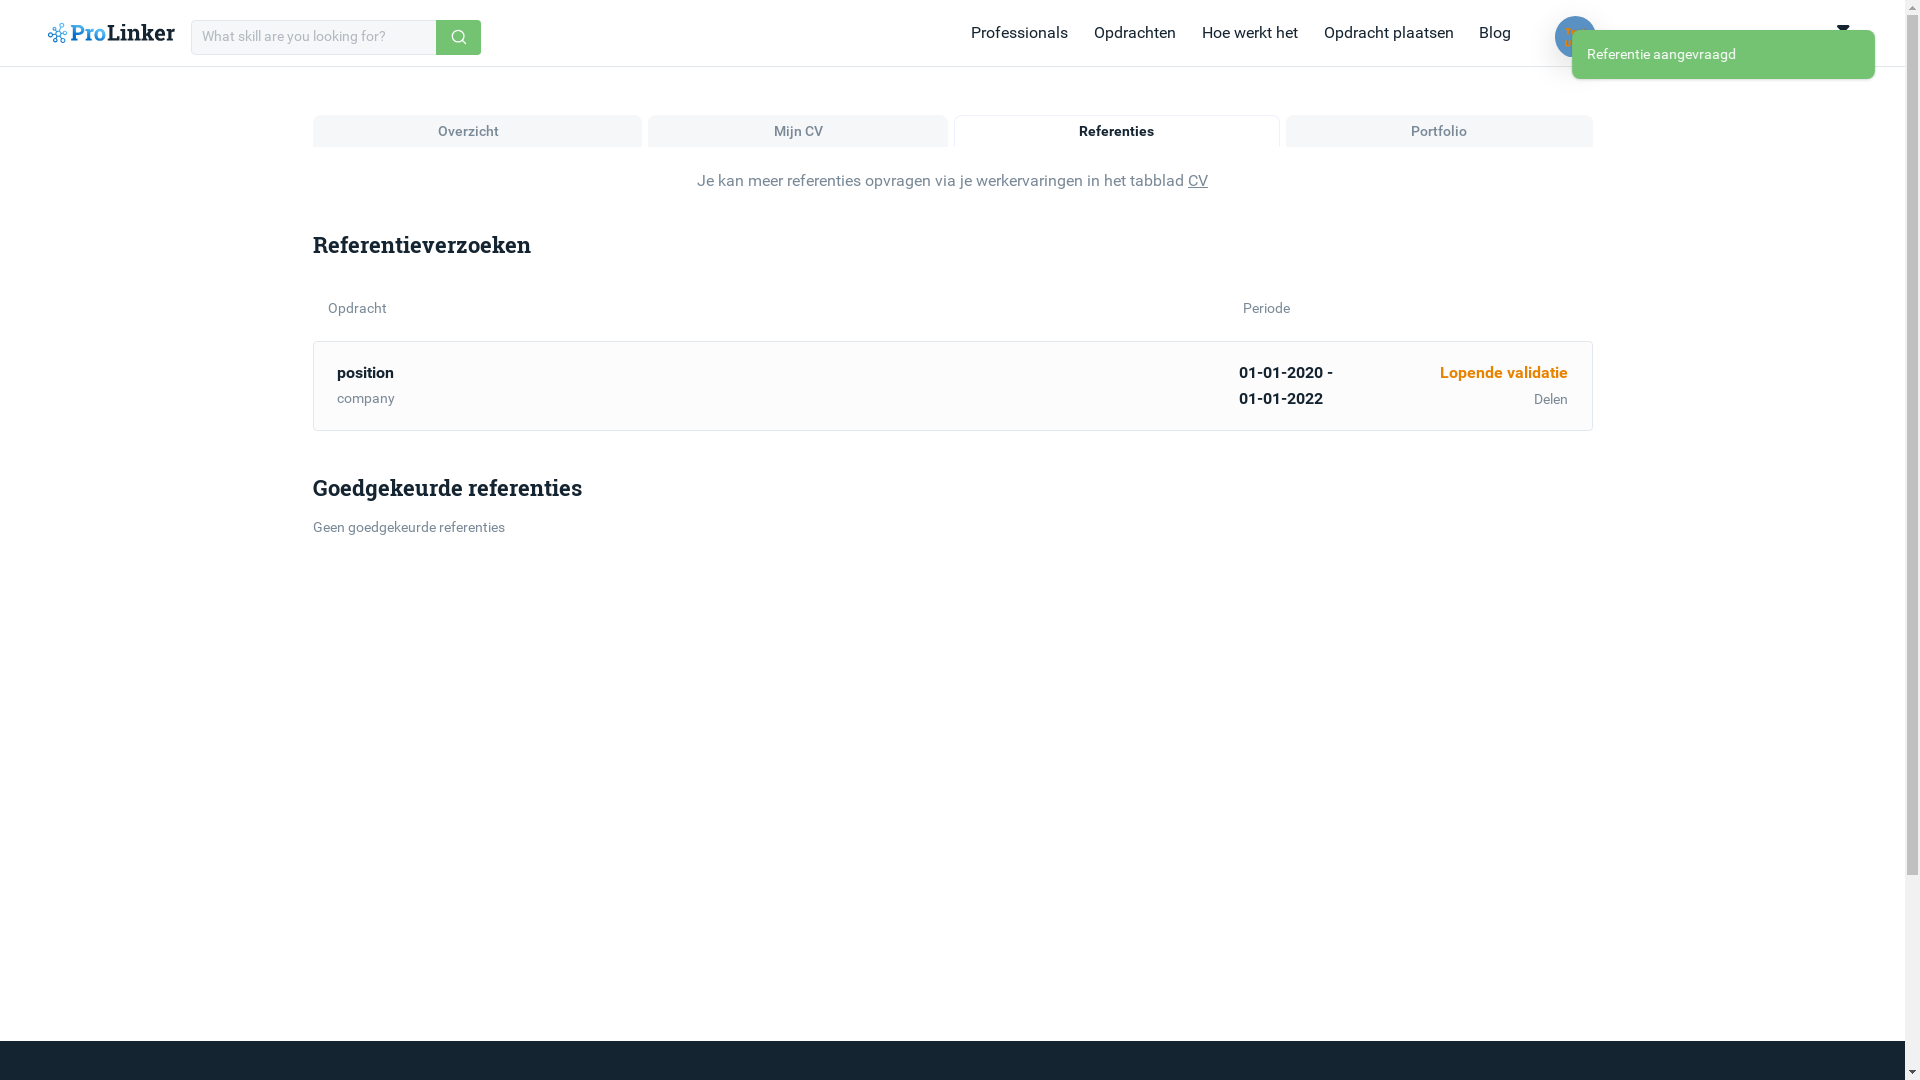 ProLinker
What skill are you looking for?
Professionals
Opdrachten
Hoe werkt het
Opdracht plaatsen
Blog
Referentie aangevraagd
Overzicht
Mijn CV
Referenties
Portfolio
Je kan meer referenties opvragen via je werkervaringen in het tabblad CV
Referentieverzoeken
Opdracht
Periode
position
company
01-01-2020 -
01-01-2022
Lopende validatie
Delen
Goedgekeurde referenties
Geen goedgekeurde referenties